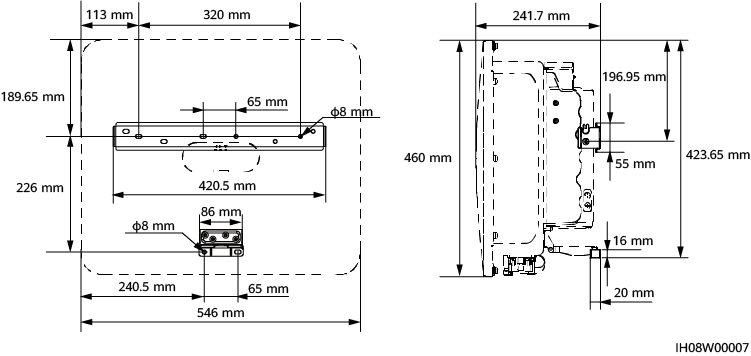 113 mm
320 mm
241.7 mm
189.65 mm
65 mm
ϕ8 mm
196.95 mm
226 mm
420.5 mm
460 mm
55 mm
423.65 mm
86 mm
ϕ8 mm
16 mm
240.5 mm
65 mm
20 mm
546 mm
IH08W00007